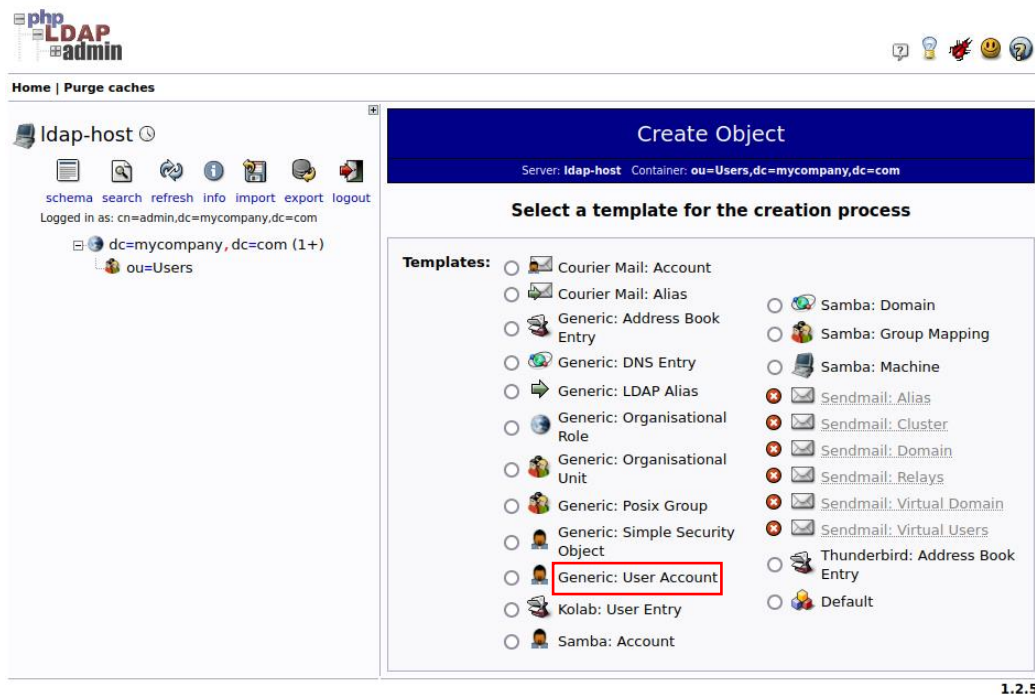 php
LDAP
admin
Home | Purge caches
ldap-host
schema search refresh info import export logout
Logged in as: cn=admin,dc=mycompany,dc=com
dc=mycompany,dc=com (1+)
ou=Users
Create Object
Server: ldap-host Container: ou=Users,dc=mycompany,dc=com
Select a template for the creation process
Templates:
Courier Mail: Account
Courier Mail: Alias
Generic: Address Book
Entry
Generic: DNS Entry
Generic: LDAP Alias
Generic: Organisational
Role
Generic: Organisational
Unit
Generic: Posix Group
Generic: Simple Security
Object
Generic: User Account
Kolab: User Entry
Samba: Account
Samba: Domain
Samba: Group Mapping
Samba: Machine
Sendmail: Alias
Sendmail: Cluster
Sendmail: Domain
Sendmail: Relays
Sendmail: Virtual Domain
Sendmail: Virtual Users
Thunderbird: Address Book
Entry
Default
1.2.5